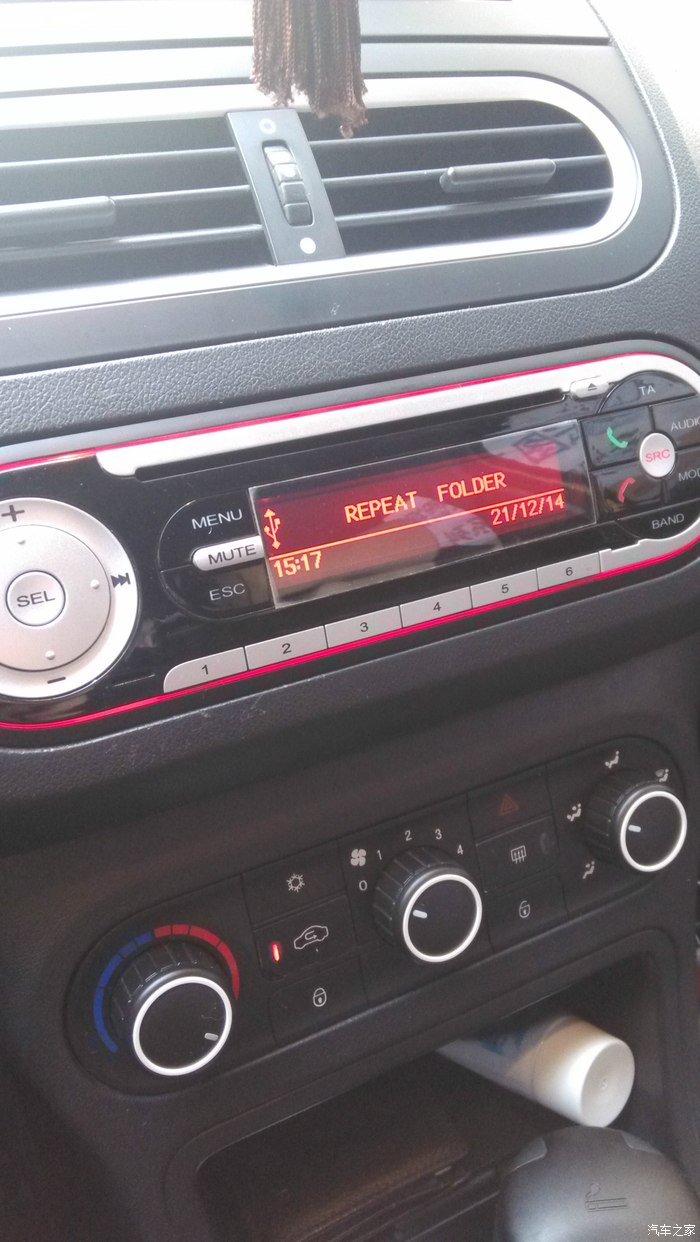 TA
AUDIO
SRC
BAND
MENU
MUTE
ESC
REPEAT FOLDER
21/12/14
15:17
+
SEL
-
1 2 3 4 5 6
0 1 2 3 4
汽车之家